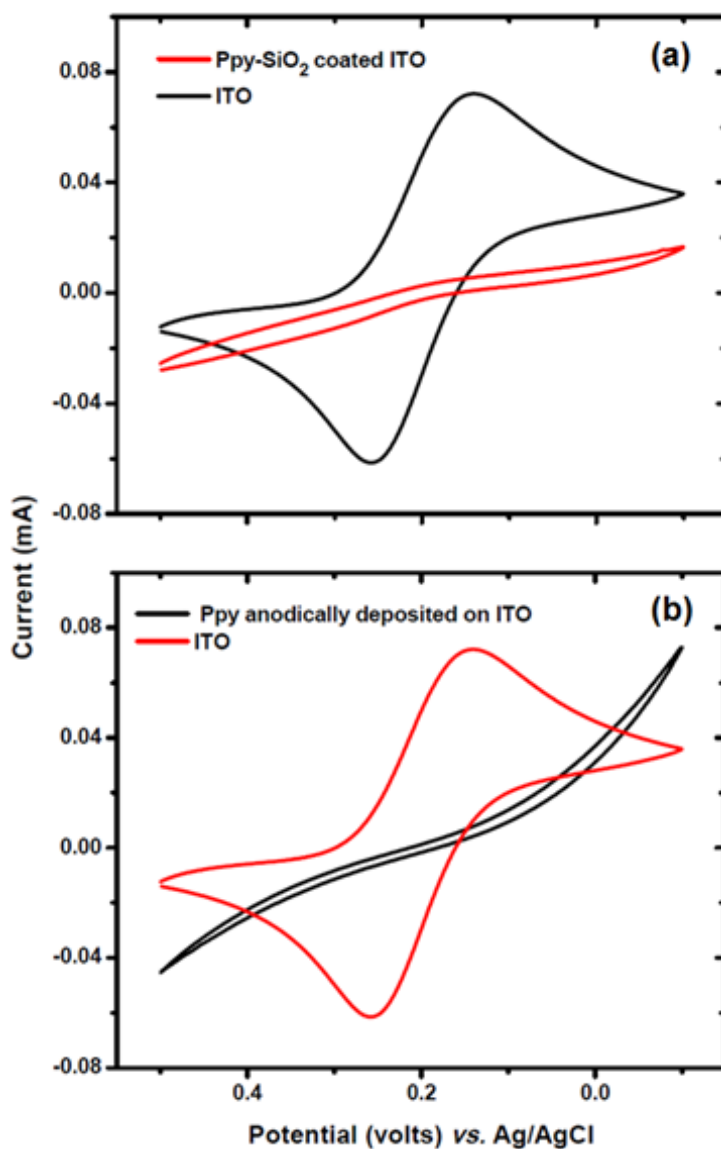 Ppy-SiO₂ coated ITO
ITO
(a)
0.08
0.04
0.00
-0.04
-0.08
Current (mA)
Ppy anodically deposited on ITO
ITO
(b)
0.08
0.04
0.00
-0.04
-0.08
0.4 0.2 0.0
Potential (volts) vs. Ag/AgCl